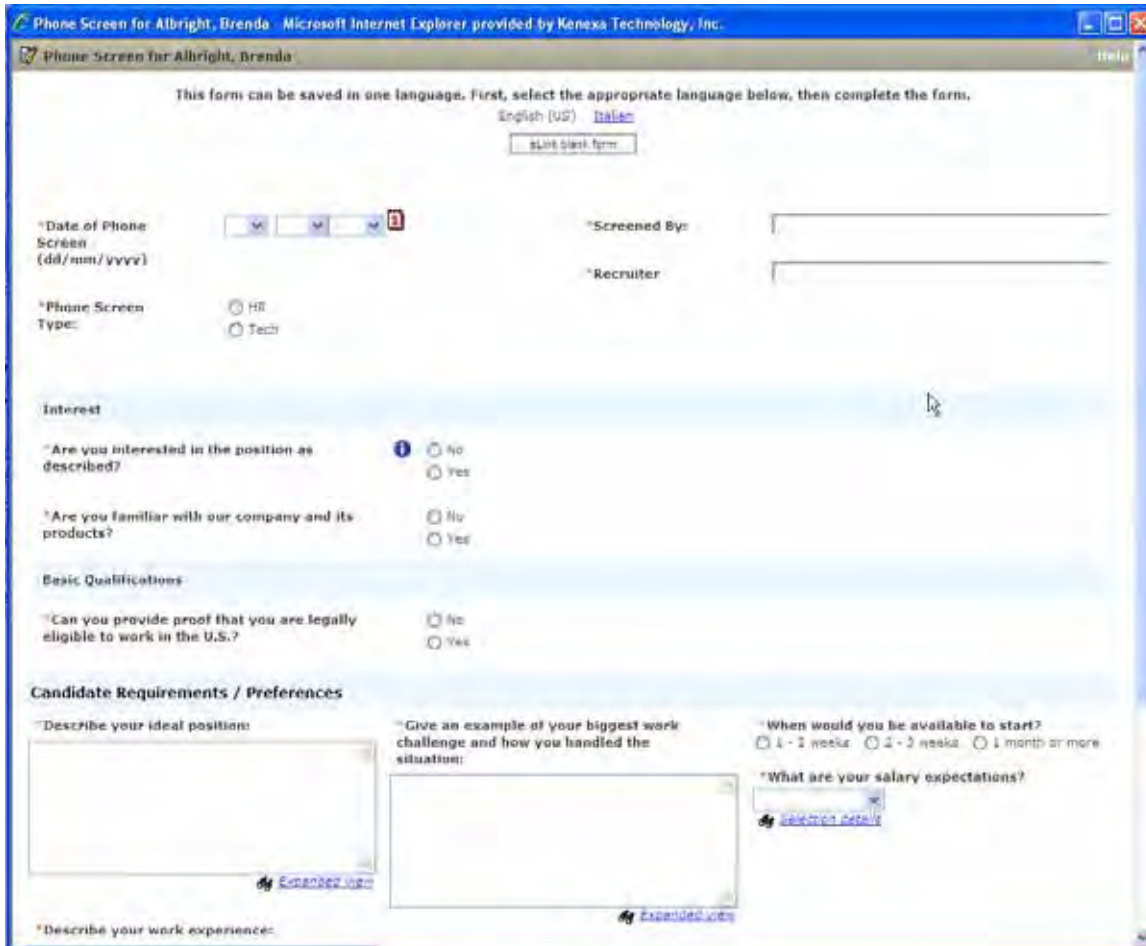 Phone Screen for Albright, Brenda Microsoft Internet Explorer provided by Kenexa Technology, Inc.
Phone Screen for Albright, Brenda
Help
This form can be saved in one language. First, select the appropriate language below, then complete the form.
English (US) Italian
eLink blank form
*Date of Phone
Screen
(dd/mm/yyyy)
1
*Screened By:
*Recruiter
*Phone Screen
Type:
HR
Tech
Interest
*Are you interested in the position as
described?
No
Yes
*Are you familiar with our company and its
products?
No
Yes
Basic Qualifications
*Can you provide proof that you are legally
eligible to work in the U.S.?
No
Yes
Candidate Requirements / Preferences
*Describe your ideal position:
Expanded view
*Give an example of your biggest work
challenge and how you handled the
situation:
Expanded view
*When would you be available to start?
1 - 2 weeks 2 - 3 weeks 1 month or more
*What are your salary expectations?
Selection details
*Describe your work experience: